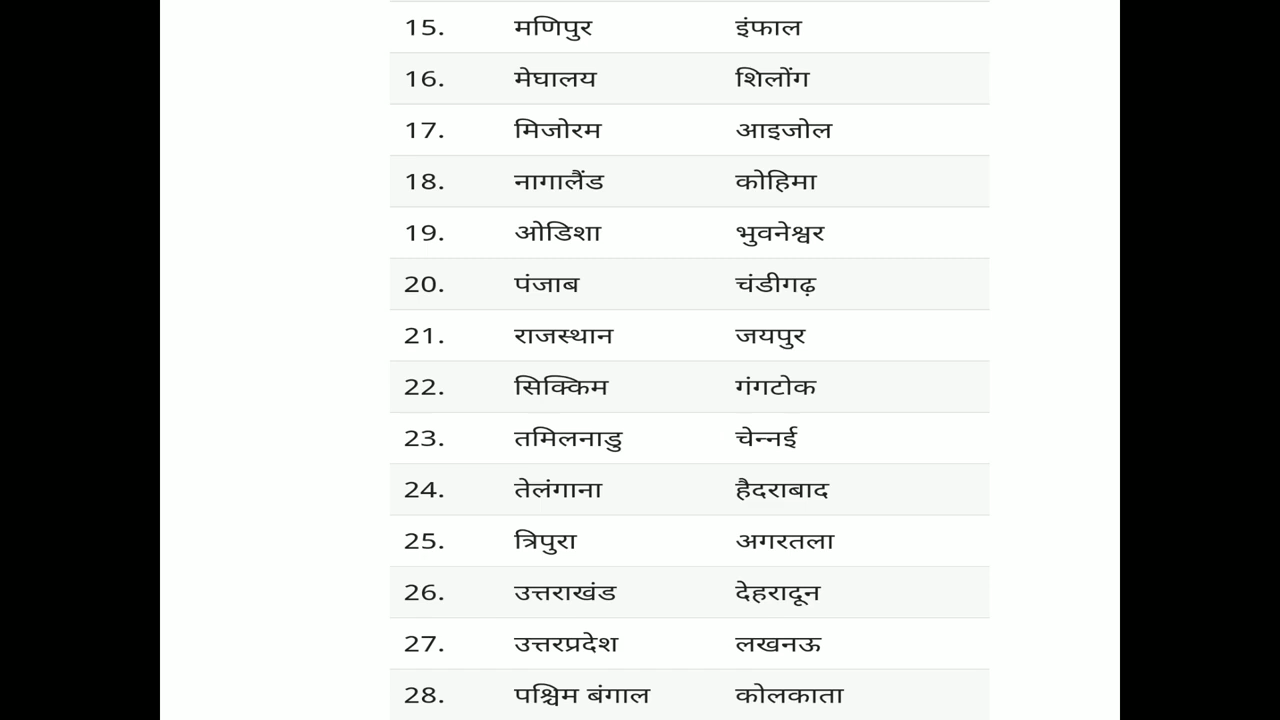 15. मणिपुर इंफाल
16. मेघालय शिलोंग
17. मिजोरम आइजोल
18. नागालैंड कोहिमा
19. ओडिशा भुवनेश्वर
20. पंजाब चंडीगढ़
21. राजस्थान जयपुर
22. सिक्किम गंगटोक
23. तमिलनाडु चेन्नई
24. तेलंगाना हैदराबाद
25. त्रिपुरा अगरतला
26. उत्तराखंड देहरादून
27. उत्तरप्रदेश लखनऊ
28. पश्चिम बंगाल कोलकाता